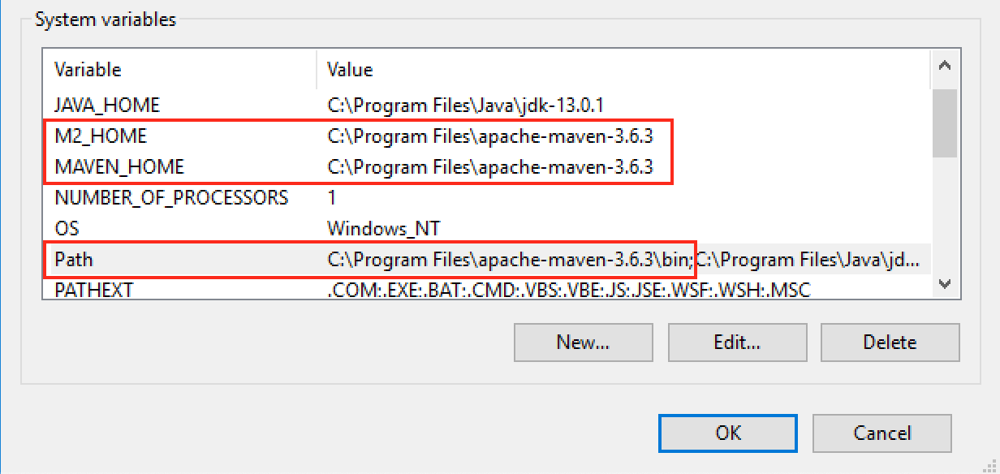 System variables
Variable Value
JAVA_HOME C:\Program Files\Java\jdk-13.0.1
M2_HOME C:\Program Files\apache-maven-3.6.3
MAVEN_HOME C:\Program Files\apache-maven-3.6.3
NUMBER_OF_PROCESSORS 1
OS Windows_NT
Path C:\Program Files\apache-maven-3.6.3\bin;C:\Program Files\Java\jd...
PATHEXT .COM;.EXE;.BAT;.CMD;.VBS;.VBE;.JS;.JSE;.WSF;.WSH;.MSC
New... Edit... Delete
OK Cancel